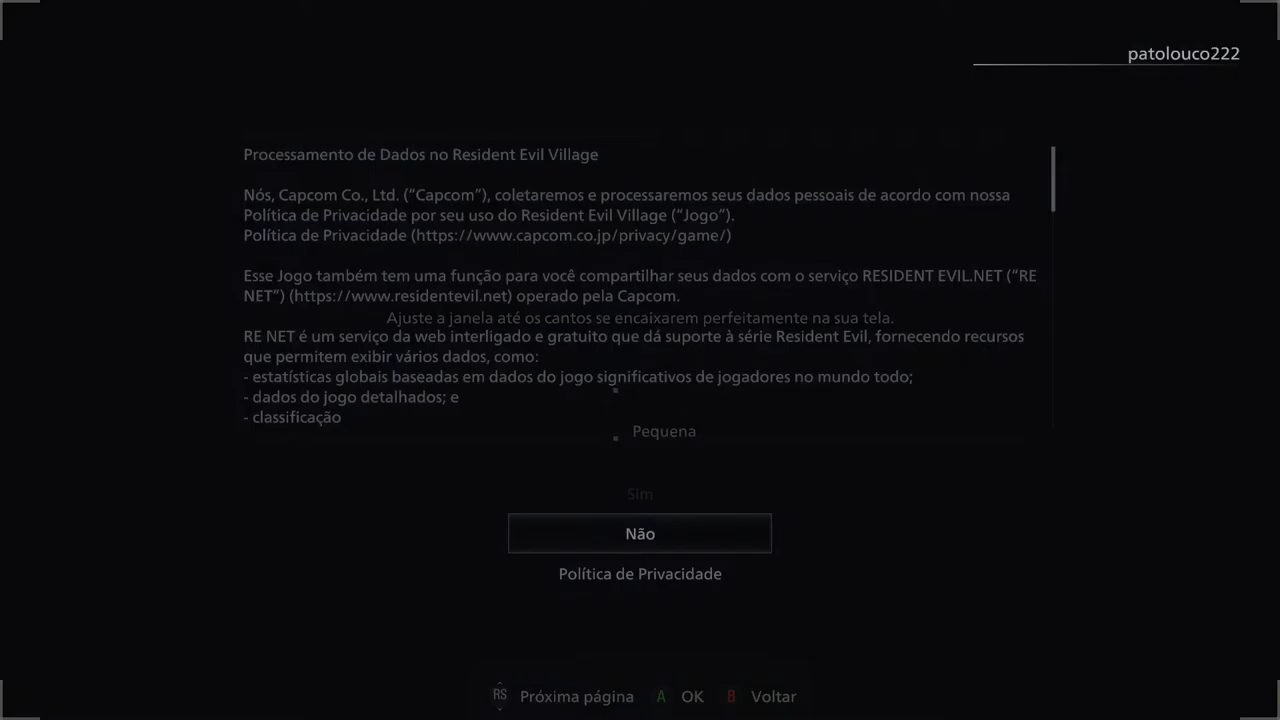 patolouco222
Processamento de Dados no Resident Evil Village
Nós, Capcom Co., Ltd. (“Capcom”), coletaremos e processaremos seus dados pessoais de acordo com nossa
Política de Privacidade por seu uso do Resident Evil Village (“Jogo”).
Política de Privacidade (https://www.capcom.co.jp/privacy/game/)
Esse Jogo também tem uma função para você compartilhar seus dados com o serviço RESIDENT EVIL.NET (“RE
NET”) (https://www.residentevil.net) operado pela Capcom.
Ajuste a janela até os cantos se encaixarem perfeitamente na sua tela.
RE NET é um serviço da web interligado e gratuito que dá suporte à série Resident Evil, fornecendo recursos
que permitem exibir vários dados, como:
- estatísticas globais baseadas em dados do jogo significativos de jogadores no mundo todo;
- dados do jogo detalhados; e
- classificação
Pequena
Sim
Não
Política de Privacidade
RS Próxima página A OK B Voltar